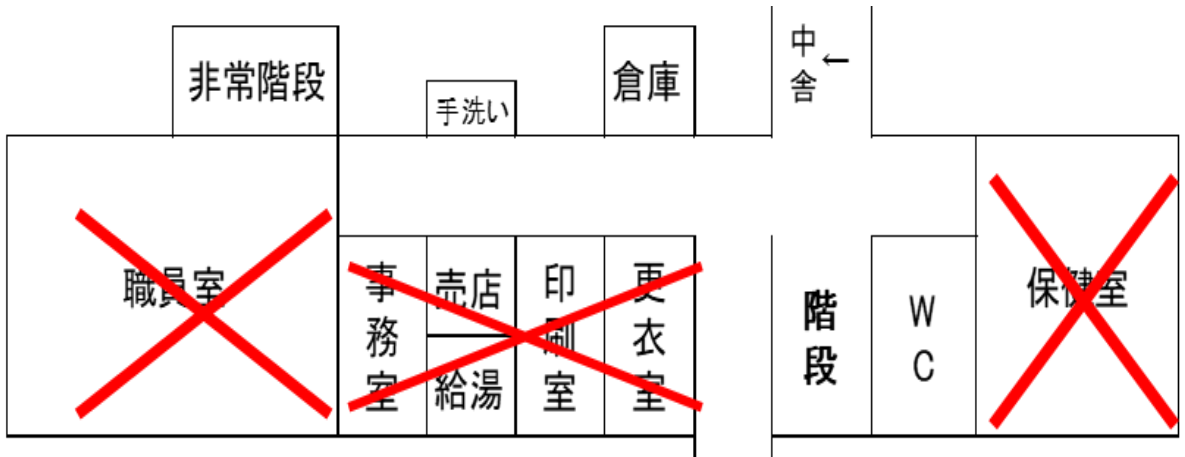 非常階段
手洗い
倉庫
中舎←
職員室
事務室
売店
給湯
印刷室
更衣室
階段
WC
保健室